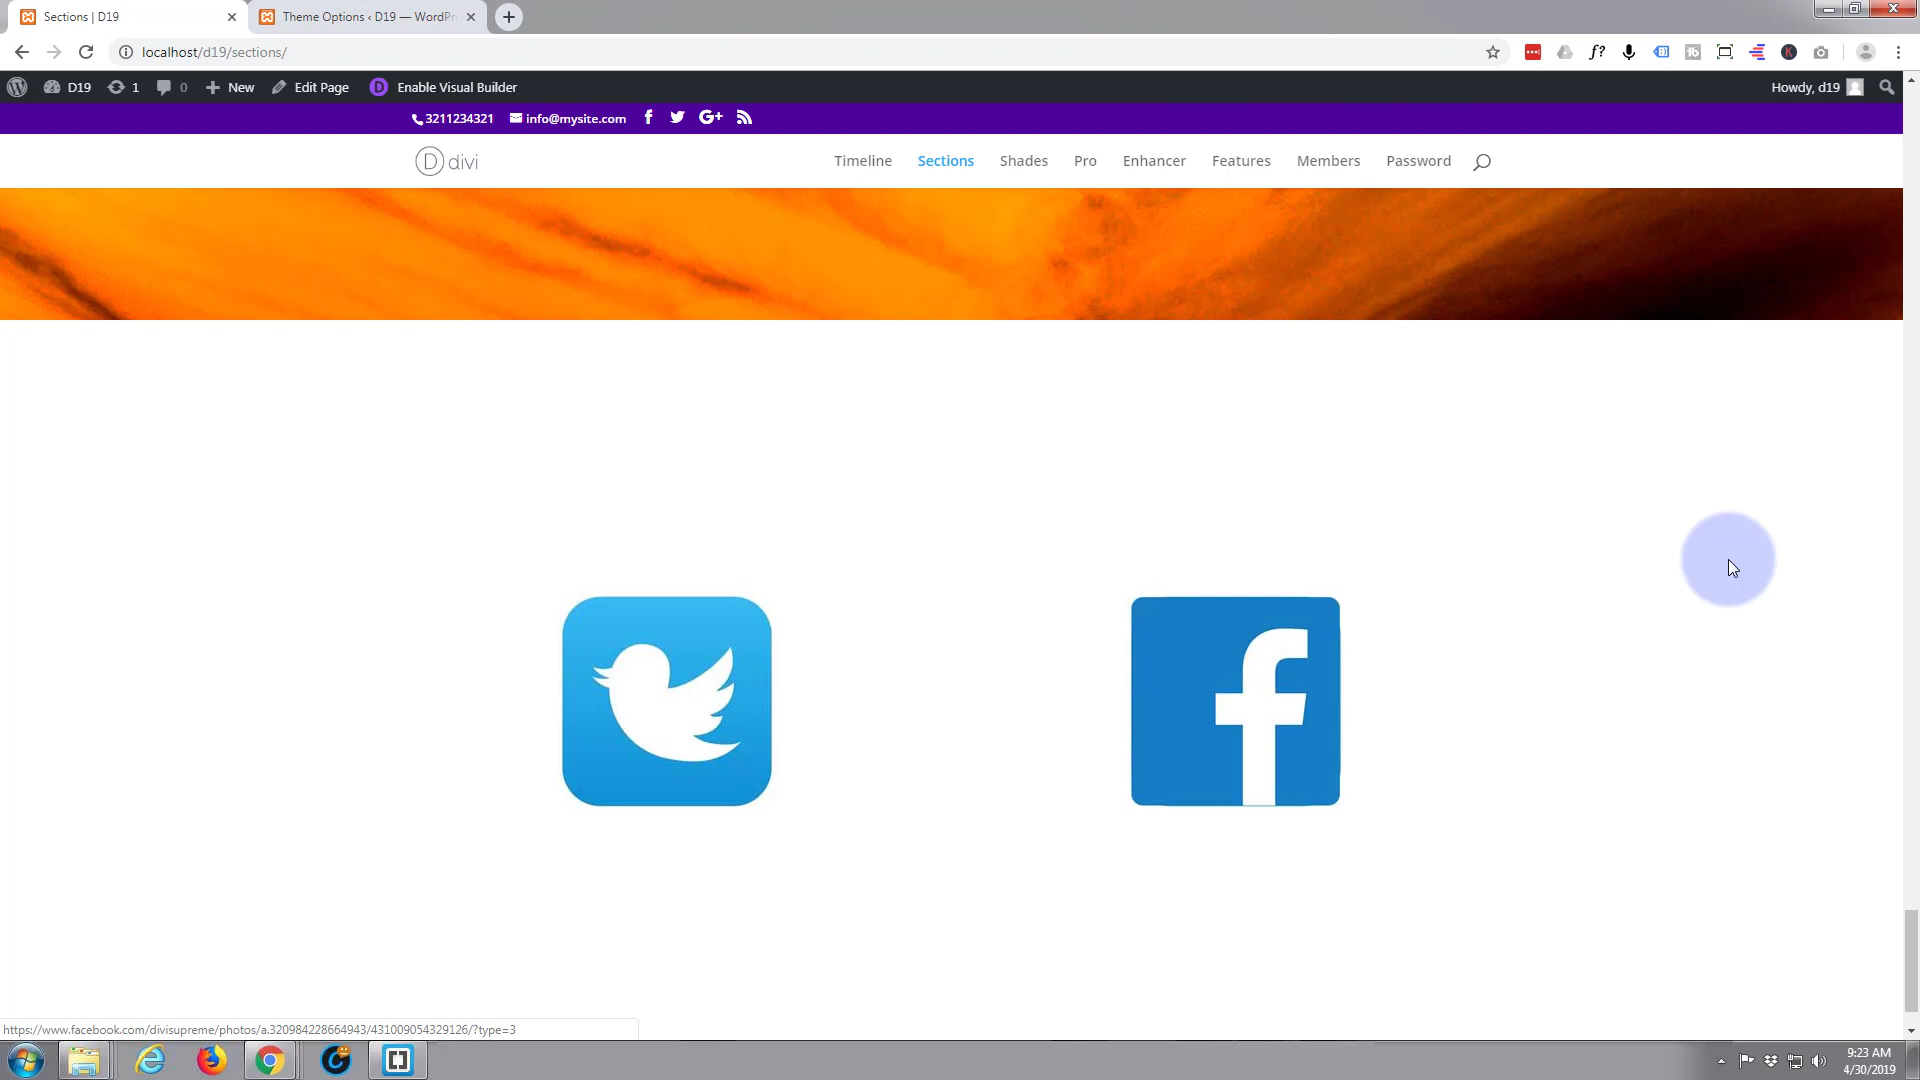 Sections | D19
Theme Options ‹ D19 — WordPr
localhost/d19/sections/
D19 1 0 New Edit Page Enable Visual Builder Howdy, d19
3211234321 info@mysite.com
divi
Timeline Sections Shades Pro Enhancer Features Members Password
https://www.facebook.com/divisupreme/photos/a.320984228664943/431009054329126/?type=3
9:23 AM
4/30/2019